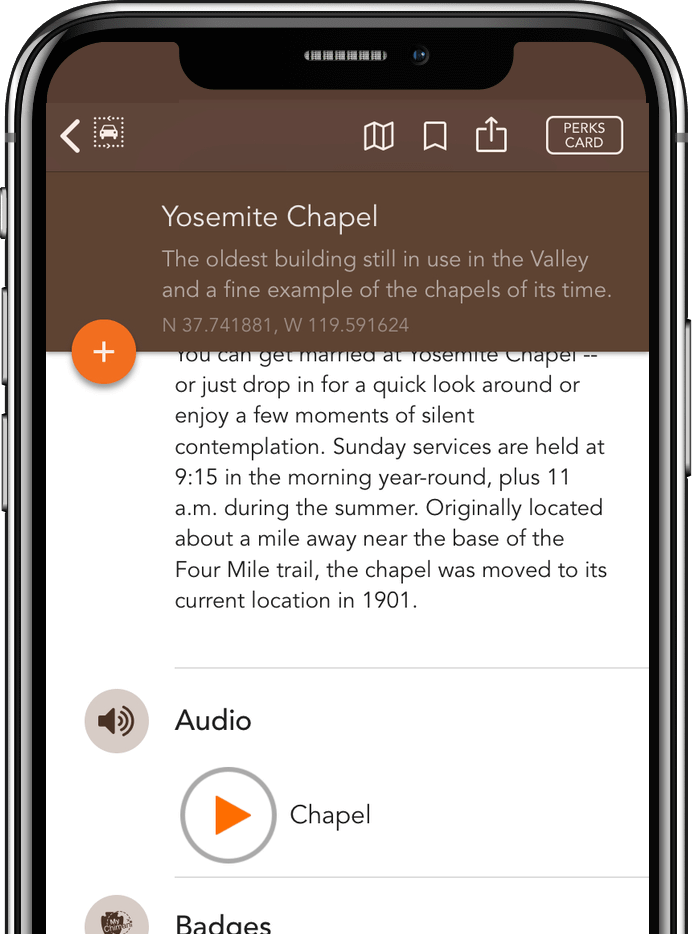 PERKS
CARD
Yosemite Chapel
The oldest building still in use in the Valley
and a fine example of the chapels of its time.
N 37.741881, W 119.591624
You can get married at Yosemite Chapel --
or just drop in for a quick look around or
enjoy a few moments of silent
contemplation. Sunday services are held at
9:15 in the morning year-round, plus 11
a.m. during the summer. Originally located
about a mile away near the base of the
Four Mile trail, the chapel was moved to its
current location in 1901.
Audio
Chapel
My
Badges